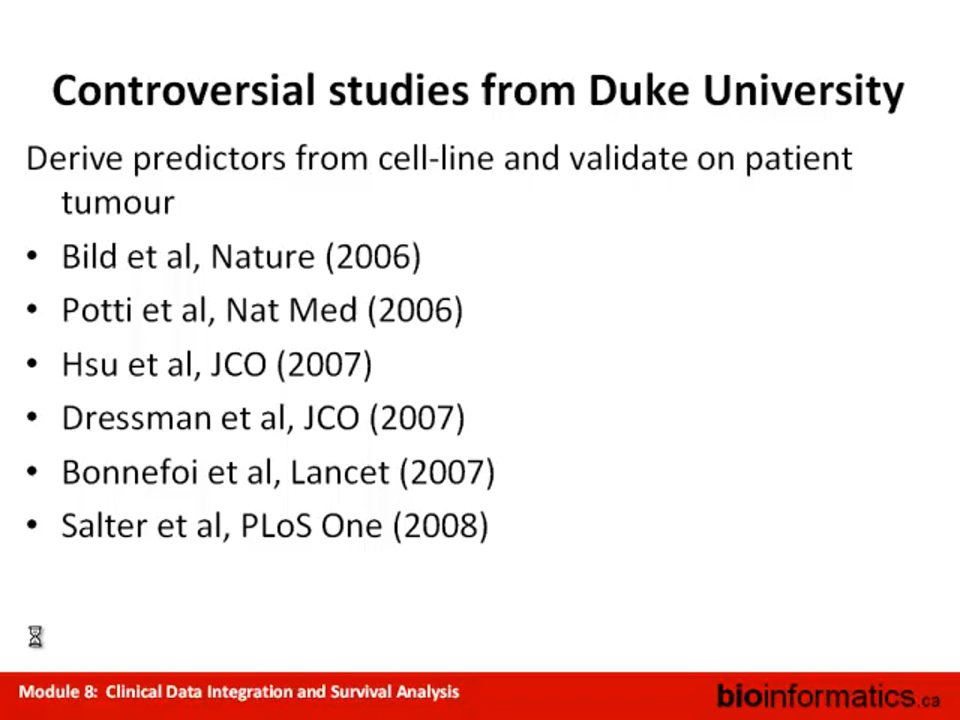 Controversial studies from Duke University
Derive predictors from cell-line and validate on patient
tumour
• Bild et al, Nature (2006)
• Potti et al, Nat Med (2006)
• Hsu et al, JCO (2007)
• Dressman et al, JCO (2007)
• Bonnefoi et al, Lancet (2007)
• Salter et al, PLoS One (2008)
Module 8: Clinical Data Integration and Survival Analysis
bioinformatics.ca